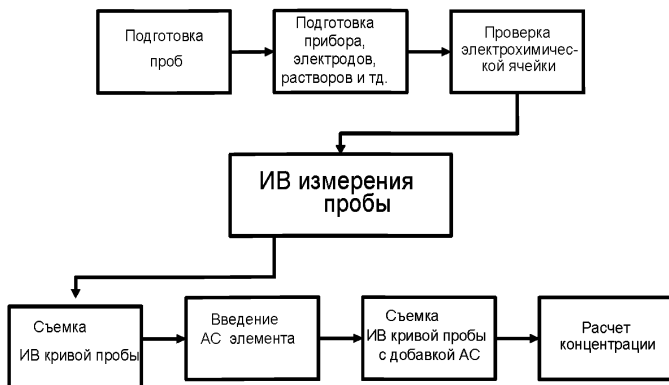 Подготовка
проб
Подготовка
прибора,
электродов,
растворов и тд.
Проверка
электрохимичес-
кой ячейки
ИВ измерения
пробы
Съемка
ИВ кривой пробы
Введение
АС элемента
Съемка
ИВ кривой пробы
с добавкой АС
Расчет
концентрации